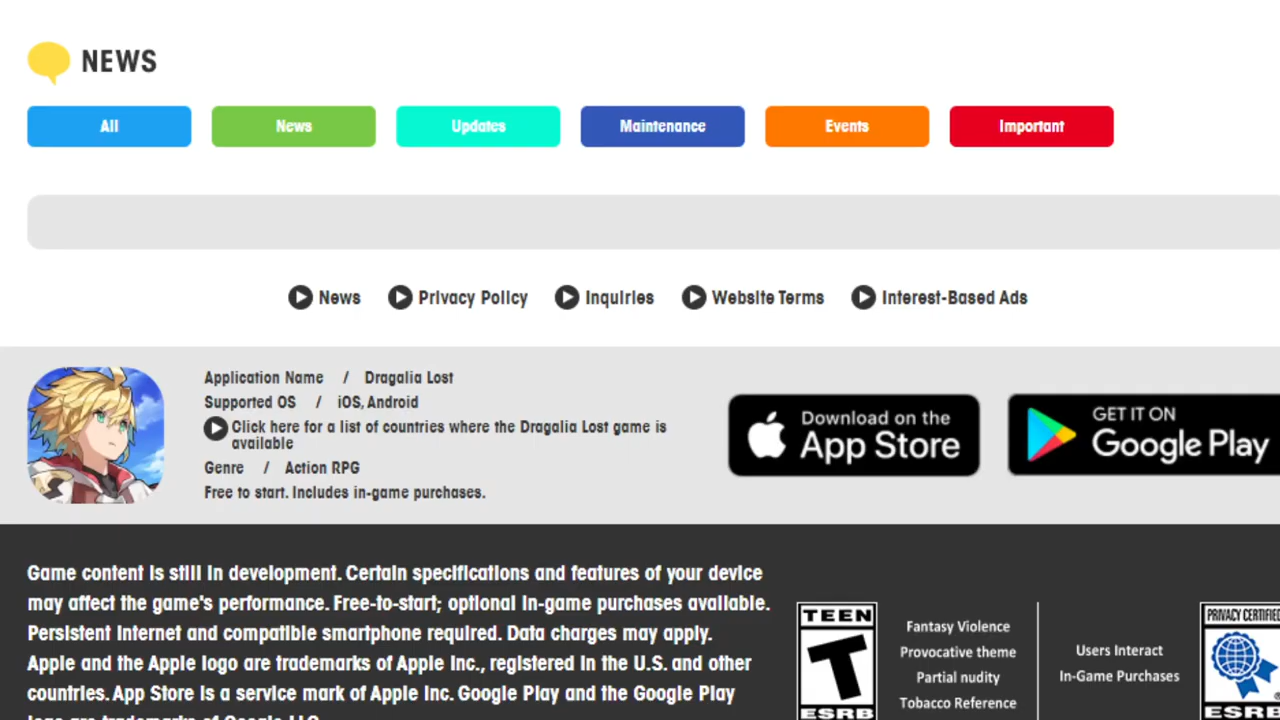 NEWS
All News Updates Maintenance Events Important
News Privacy Policy Inquiries Website Terms Interest-Based Ads
Application Name / Dragalia Lost
Supported OS / iOS, Android
Click here for a list of countries where the Dragalia Lost game is
available
Genre / Action RPG
Free to start. Includes in-game purchases.
Download on the
App Store
GET IT ON
Google Play
Game content is still in development. Certain specifications and features of your device
may affect the game's performance. Free-to-start; optional in-game purchases available.
Persistent Internet and compatible smartphone required. Data charges may apply.
Apple and the Apple logo are trademarks of Apple Inc., registered in the U.S. and other
countries. App Store is a service mark of Apple Inc. Google Play and the Google Play
logo are trademarks of Google LLC.
TEEN
T
ESRB
Fantasy Violence
Provocative theme
Partial nudity
Tobacco Reference
Users Interact
In-Game Purchases
PRIVACY CERTIFIED
ESRB